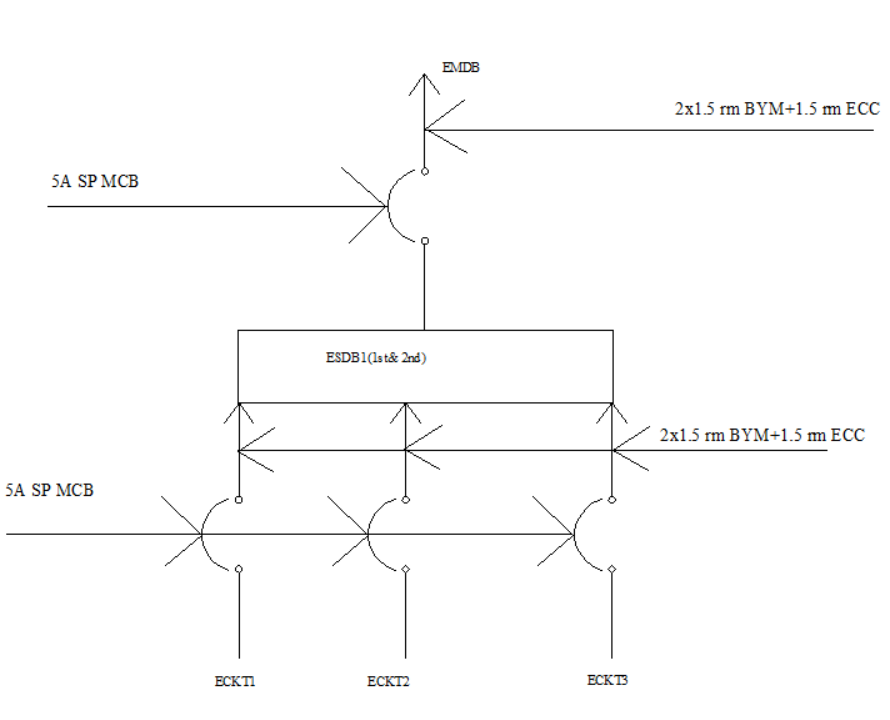 EMDB
2x1.5 rm BYM+1.5 rm ECC
5A SP MCB
ESDB1(1st& 2nd)
2x1.5 rm BYM+1.5 rm ECC
5A SP MCB
ECKT1
ECKT2
ECKT3